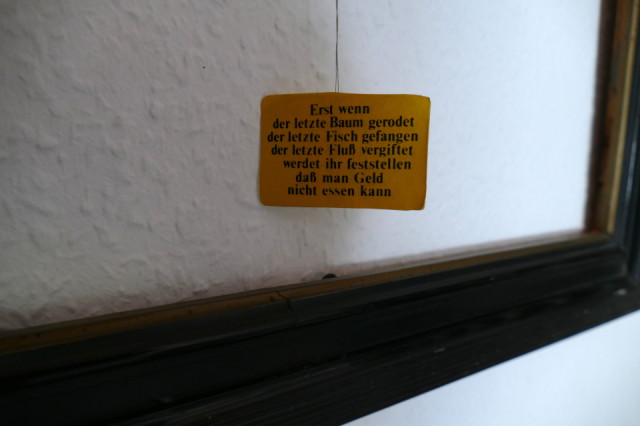 Erst wenn
der letzte Baum gerodet
der letzte Fisch gefangen
der letzte Fluß vergiftet
werdet ihr feststellen
daß man Geld
nicht essen kann